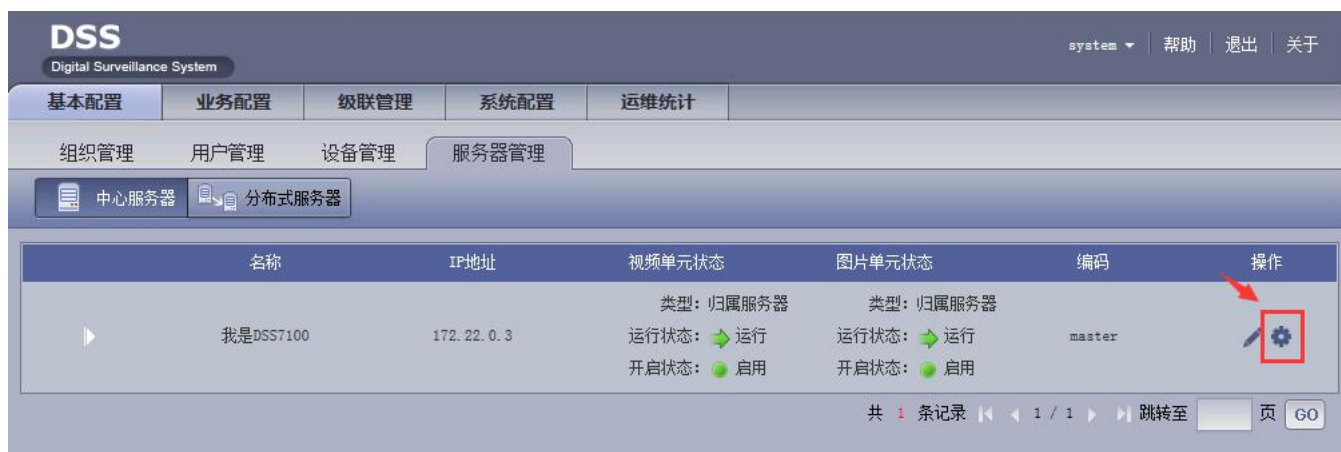 DSS
Digital Surveillance System
system 帮助 退出 关于
基本配置 业务配置 级联管理 系统配置 运维统计
组织管理 用户管理 设备管理 服务器管理
中心服务器 分布式服务器
名称 IP地址 视频单元状态 图片单元状态 编码 操作
类型: 归属服务器 类型: 归属服务器
我是DSS7100 172.22.0.3 运行状态: 运行 运行状态: 运行 master
开启状态: 启用 开启状态: 启用
共 1 条记录 1 / 1 跳转至 页 GO